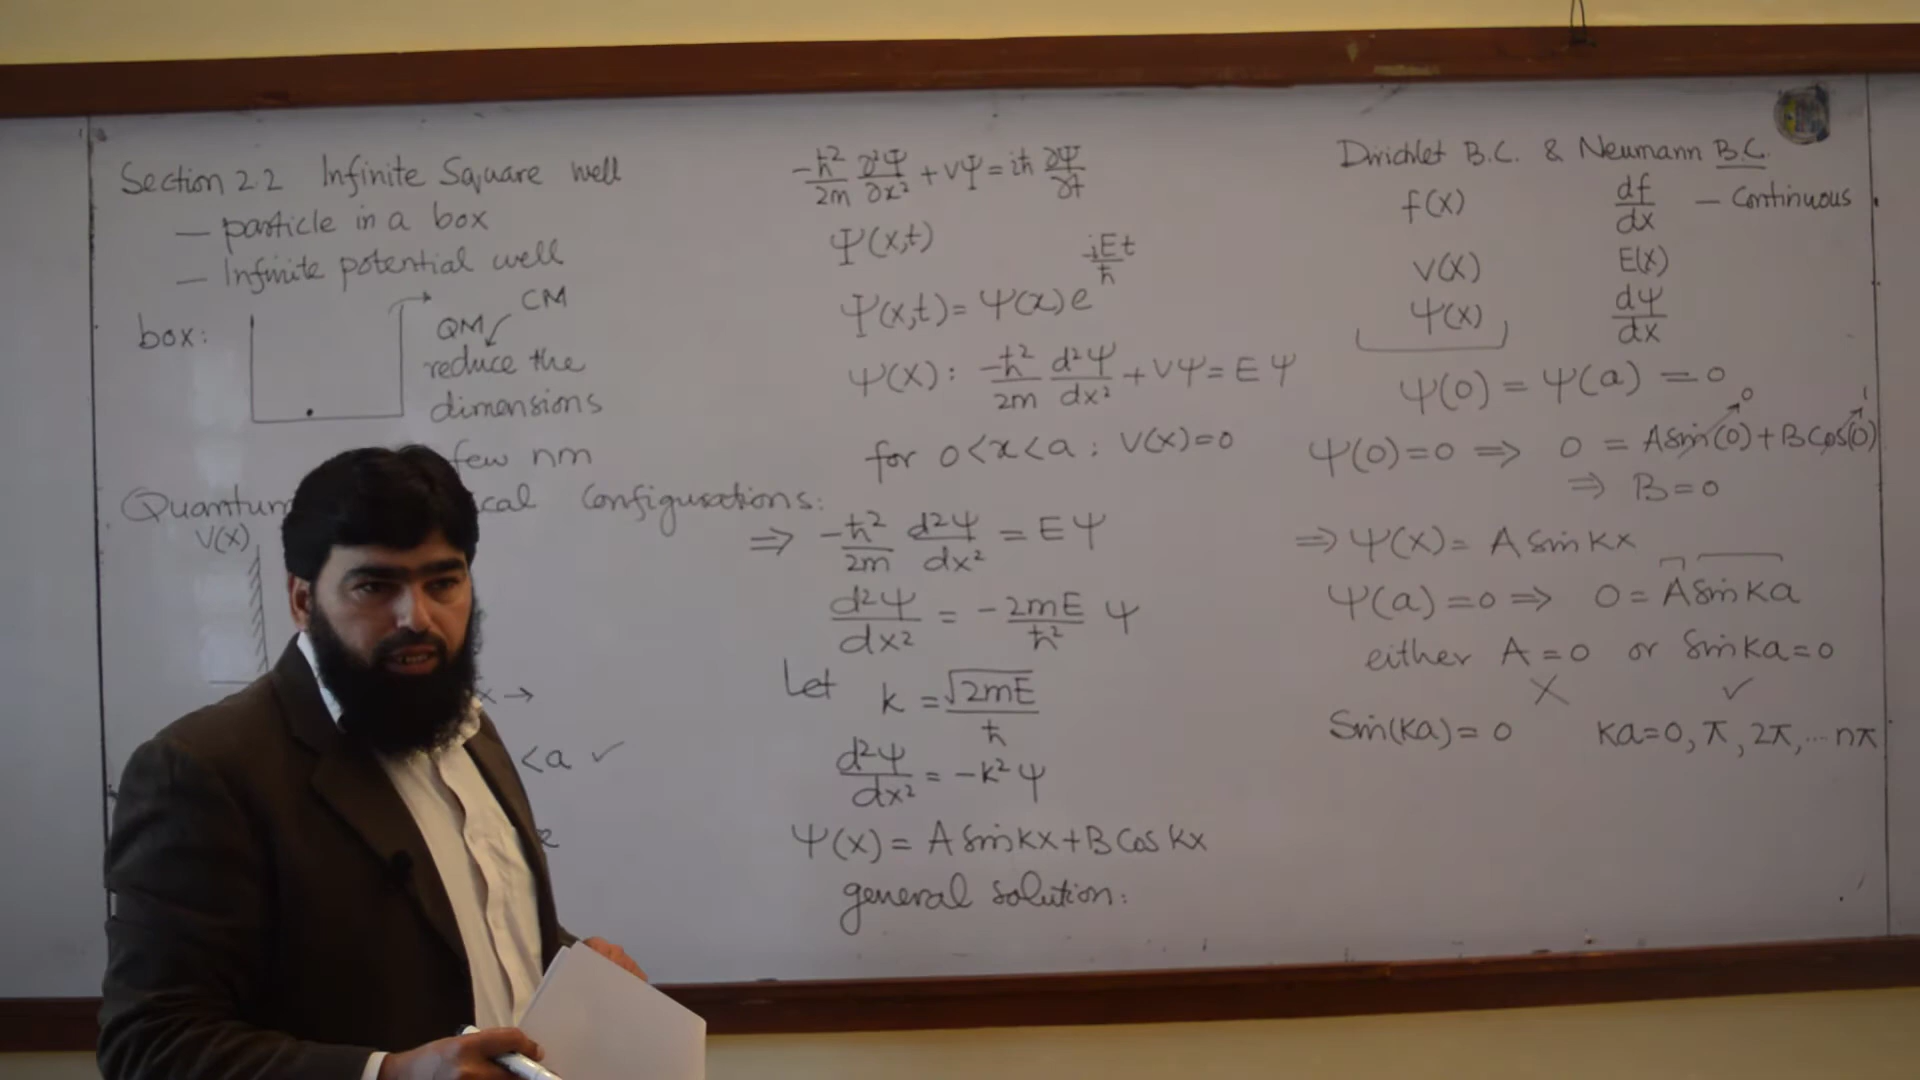 Section 2.2 Infinite Square well
— particle in a box
— Infinite potential well
box:
CM
QM
reduce the
dimensions
few nm
Quantum Configurations:
V(x)
x →
<a ✓
-ħ²/2m ∂²Ψ/∂x² + VΨ = iħ ∂Ψ/∂t
Ψ(x,t)
Ψ(x,t) = ψ(x) e^(-iEt/ħ)
ψ(x): -ħ²/2m d²ψ/dx² + Vψ = Eψ
for 0<x<a; V(x)=0
⇒ -ħ²/2m d²ψ/dx² = Eψ
d²ψ/dx² = -2mE/ħ² ψ
Let k = √2mE/ħ
d²ψ/dx² = -k²ψ
ψ(x) = A sin kx + B Cos kx
general solution:
Dirichlet B.C. & Neumann B.C.
f(x) df/dx — Continuous
V(x) E(x)
ψ(x) dψ/dx
ψ(0) = ψ(a) = 0
0 1
ψ(0)=0 ⇒ 0 = A sin(0) + B Cos(0)
⇒ B=0
⇒ ψ(x) = A sin kx
ψ(a)=0 ⇒ 0 = A sin ka
either A=0 or Sin ka=0
X ✓
Sin(ka)=0 ka=0, π, 2π, ... nπ